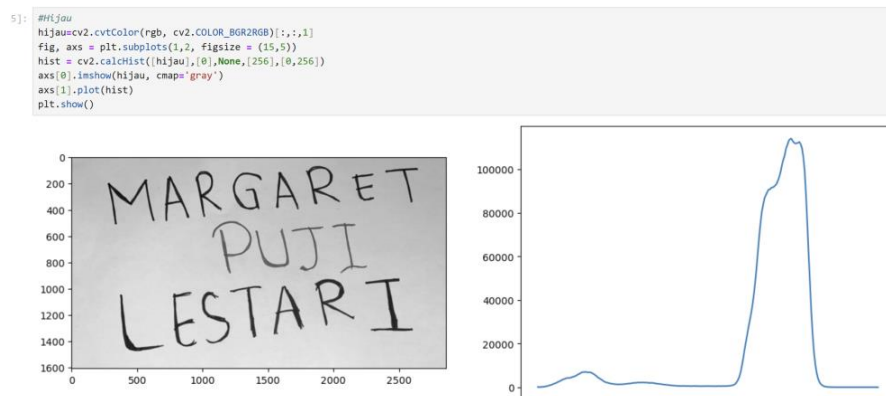 5]:
#Hijau
hijau=cv2.cvtColor(rgb, cv2.COLOR_BGR2RGB)[:,:,1]
fig, axs = plt.subplots(1,2, figsize = (15,5))
hist = cv2.calcHist([hijau],[0],None,[256],[0,256])
axs[0].imshow(hijau, cmap='gray')
axs[1].plot(hist)
plt.show()
0
200
400
600
800
1000
1200
1400
1600
0 500 1000 1500 2000 2500
MARGARET
PUJI
LESTARI
100000
80000
60000
40000
20000
0